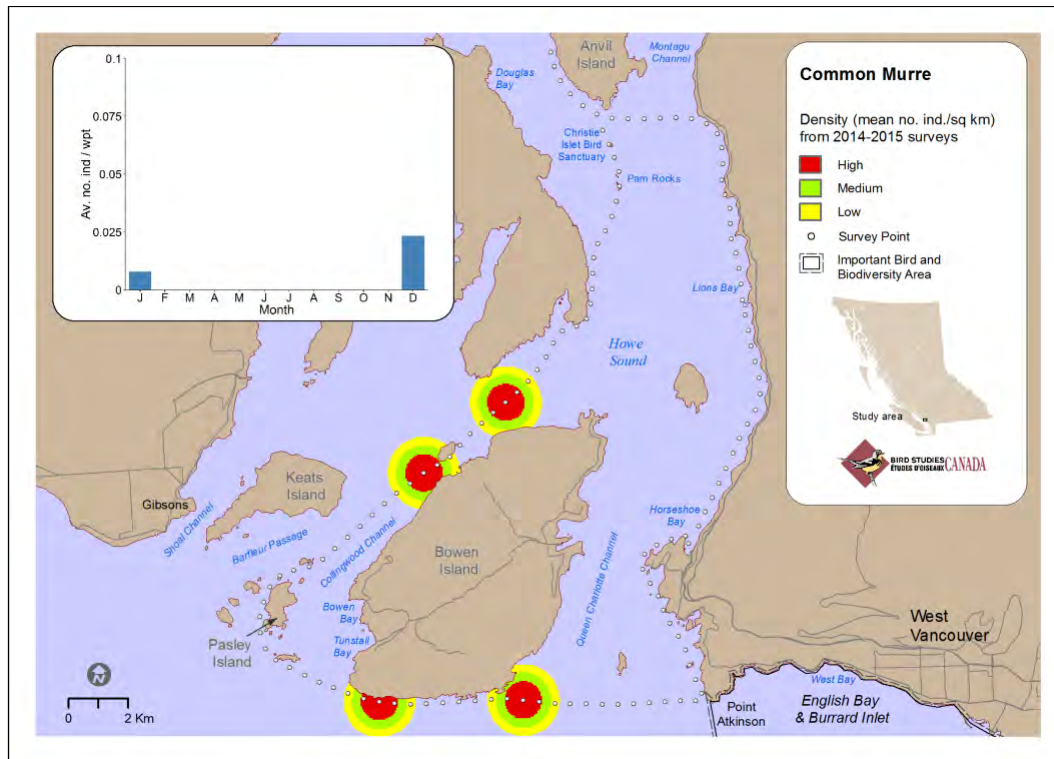 0.1
0.075
0.05
0.025
0
Av. no. ind / wpt
J F M A M J J A S O N D
Month
Anvil
Island
Montagu
Channel
Douglas
Bay
Christie
Islet Bird
Sanctuary
Pam Rocks
Lions Bay
Howe
Sound
Keats
Island
Gibsons
Shoal Channel
Barfleur Passage
Collingwood Channel
Horseshoe
Bay
Bowen
Island
Queen Charlotte Channel
Bowen
Bay
Tunstall
Bay
Pasley
Island
West
Vancouver
West Bay
English Bay
& Burrard Inlet
Point
Atkinson
N
0 2 Km
Common Murre
Density (mean no. ind./sq km)
from 2014-2015 surveys
High
Medium
Low
Survey Point
Important Bird and
Biodiversity Area
Study area
BIRD STUDIES
ÉTUDES D'OISEAUX CANADA